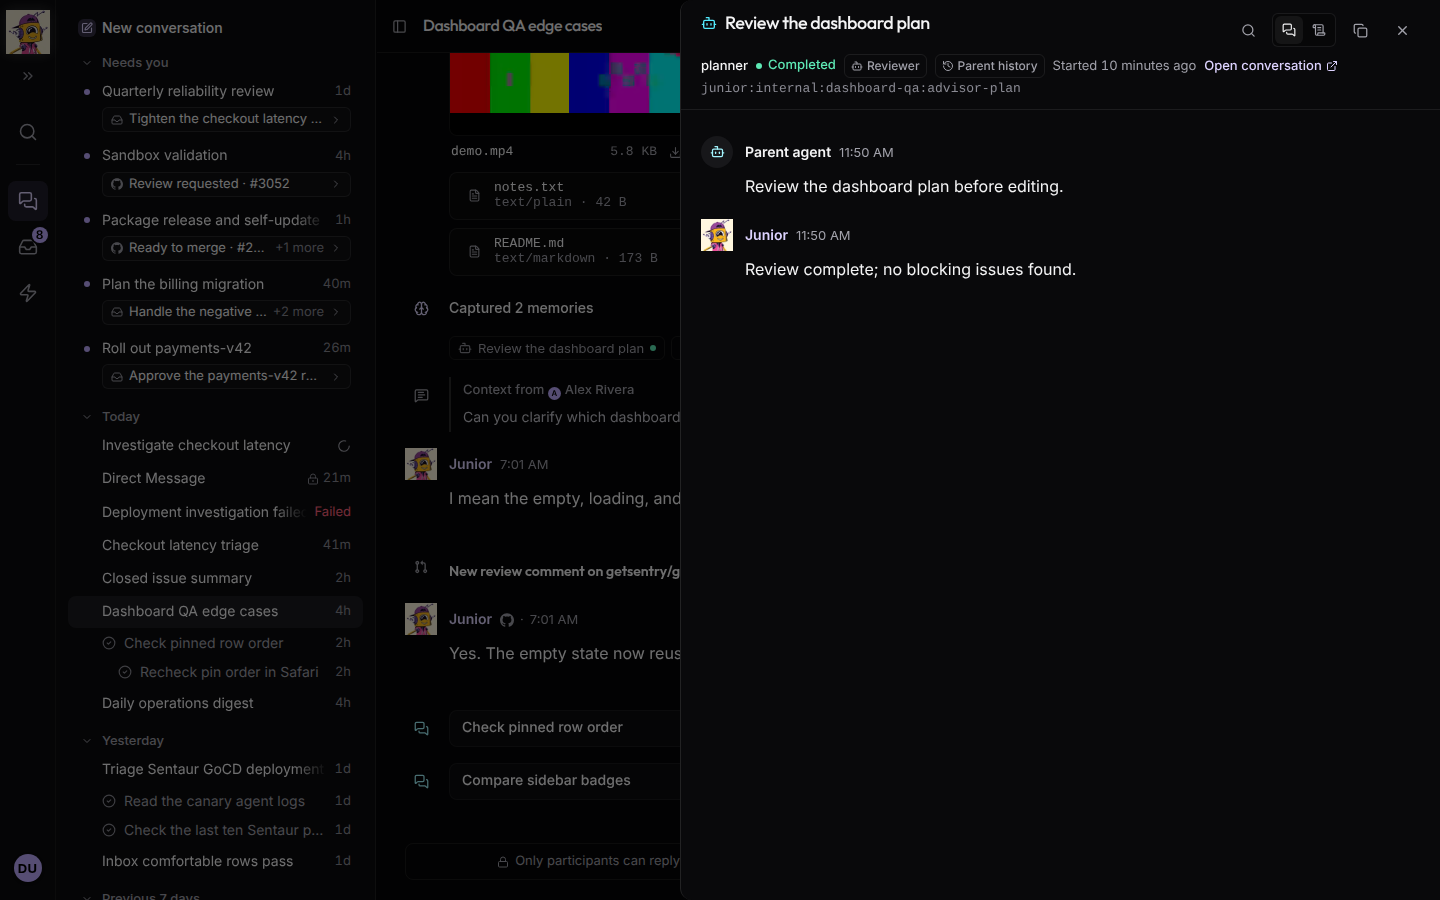 New conversation
Needs you
Quarterly reliability review 1d
Tighten the checkout latency ...
Sandbox validation 4h
Review requested · #3052
Package release and self-update 1h
Ready to merge · #2... +1 more
Plan the billing migration 40m
Handle the negative ... +2 more
Roll out payments-v42 26m
Approve the payments-v42 r...
Today
Investigate checkout latency
Direct Message 21m
Deployment investigation failed Failed
Checkout latency triage 41m
Closed issue summary 2h
Dashboard QA edge cases 4h
Check pinned row order 2h
Recheck pin order in Safari 2h
Daily operations digest 4h
Yesterday
Triage Sentaur GoCD deployment 1d
Read the canary agent logs 1d
Check the last ten Sentaur p... 1d
Inbox comfortable rows pass 1d
Previous 7 days
8
DU
Dashboard QA edge cases
demo.mp4 5.8 KB
notes.txt
text/plain · 42 B
README.md
text/markdown · 173 B
Captured 2 memories
Review the dashboard plan
Context from A Alex Rivera
Can you clarify which dashboard
Junior 7:01 AM
I mean the empty, loading, and
New review comment on getsentry/g
Junior · 7:01 AM
Yes. The empty state now reus
Check pinned row order
Compare sidebar badges
Only participants can reply
Review the dashboard plan
planner Completed Reviewer Parent history Started 10 minutes ago Open conversation
junior:internal:dashboard-qa:advisor-plan
Parent agent 11:50 AM
Review the dashboard plan before editing.
Junior 11:50 AM
Review complete; no blocking issues found.